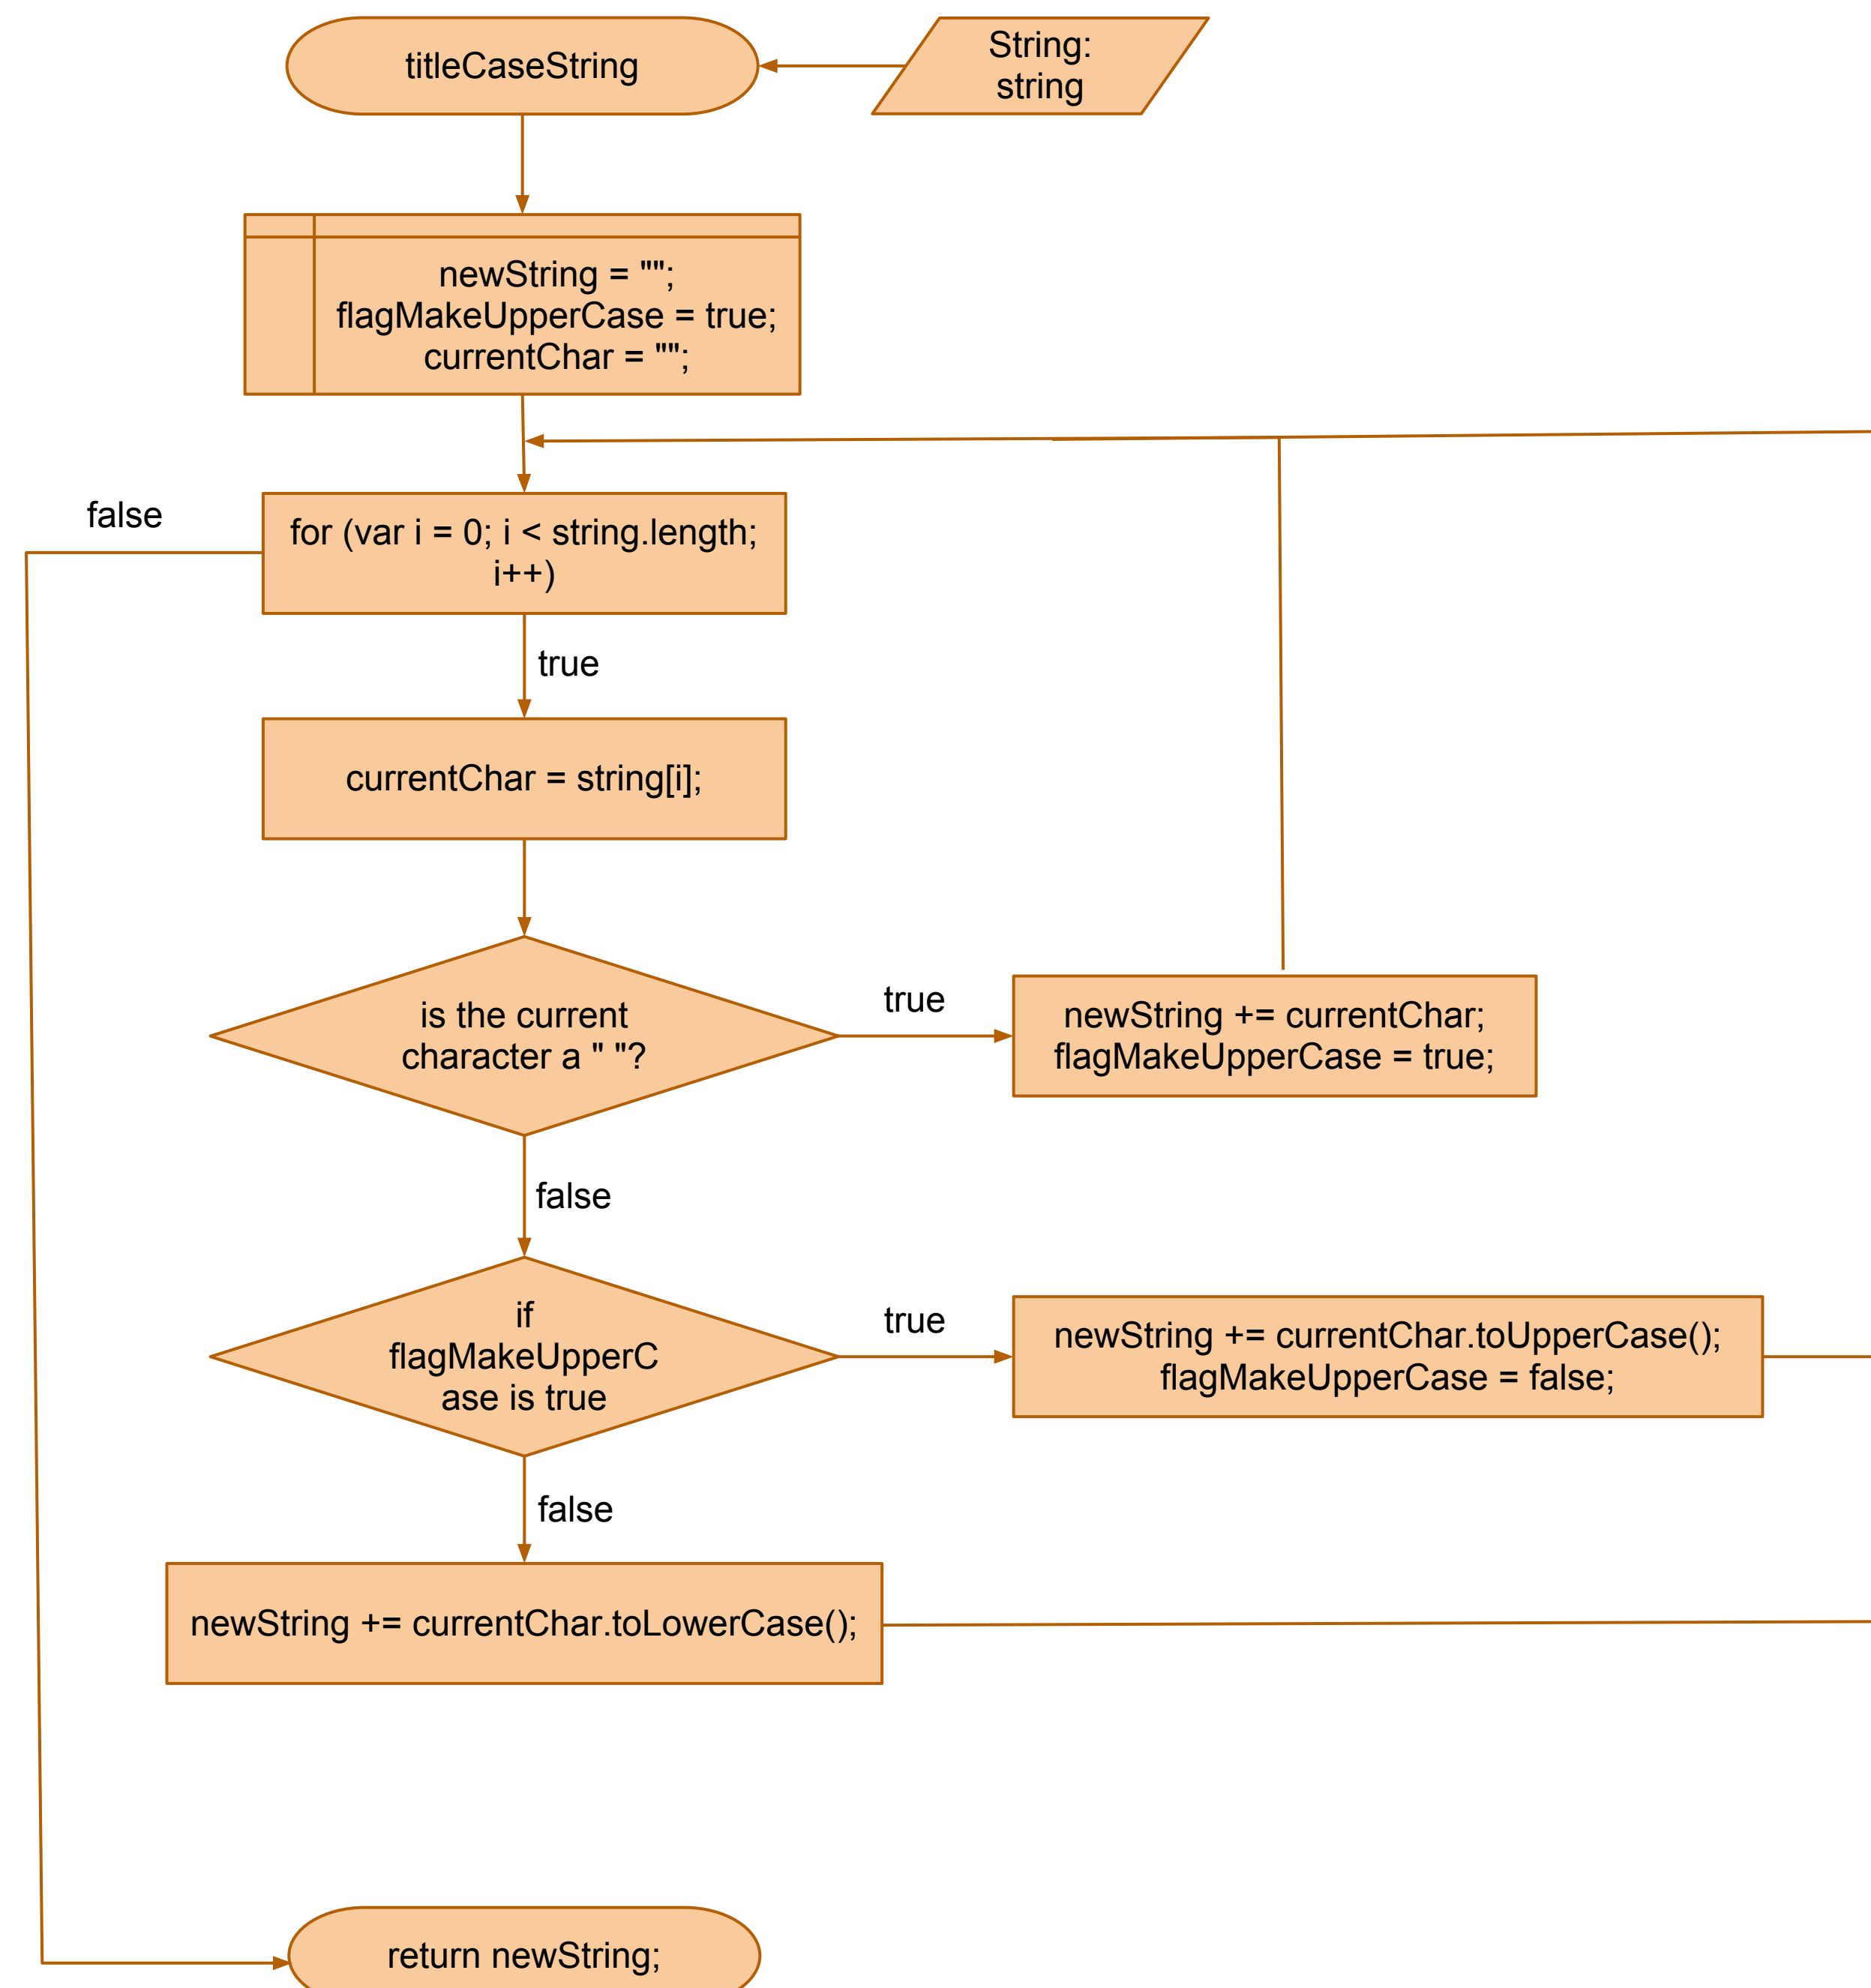 titleCaseString
String:
string
newString = "";
flagMakeUpperCase = true;
currentChar = "";
false
for (var i = 0; i < string.length;
i++)
true
currentChar = string[i];
is the current
character a " "?
true
newString += currentChar;
flagMakeUpperCase = true;
false
if
flagMakeUpperC
ase is true
true
newString += currentChar.toUpperCase();
flagMakeUpperCase = false;
false
newString += currentChar.toLowerCase();
return newString;